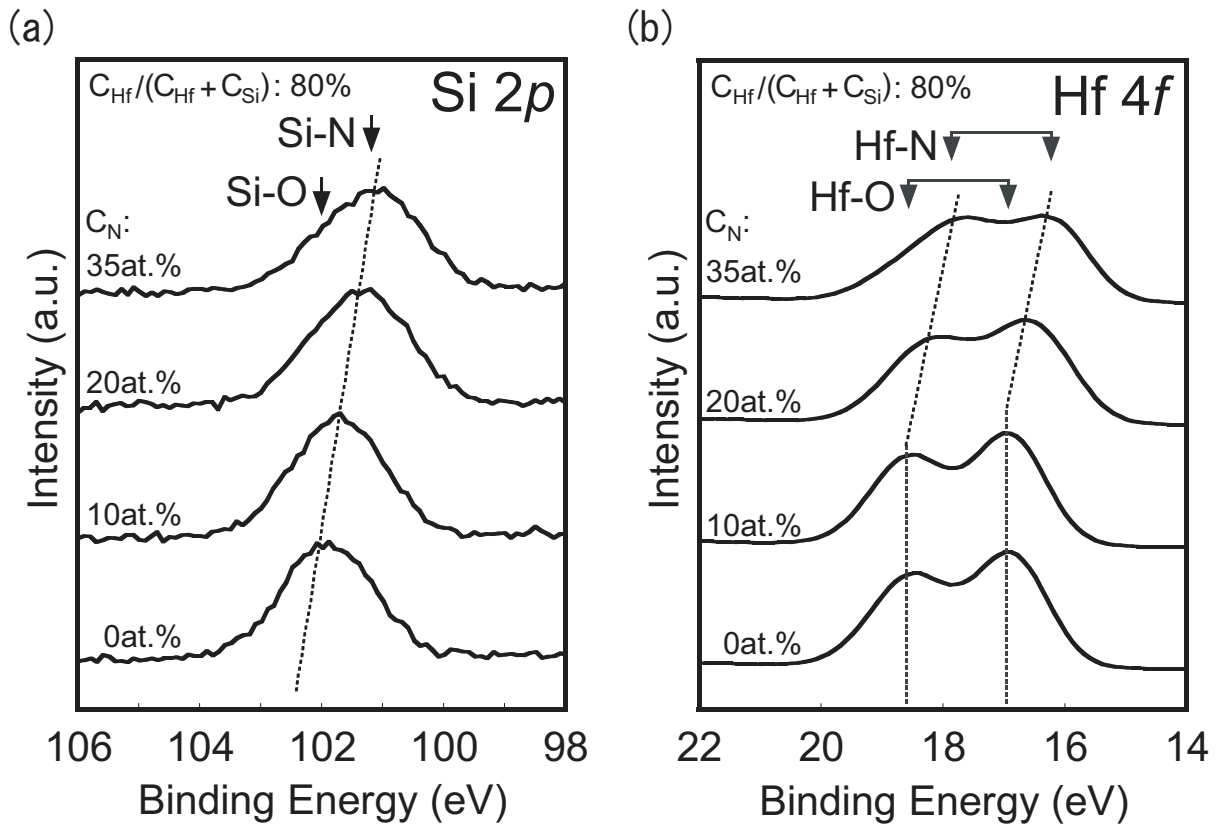 (a)
C_Hf/(C_Hf + C_Si): 80%
Si 2p
Si-N
Si-O
C_N:
35at.%
20at.%
10at.%
0at.%
Intensity (a.u.)
106 104 102 100 98
Binding Energy (eV)
(b)
C_Hf/(C_Hf + C_Si): 80%
Hf 4f
Hf-N
Hf-O
C_N:
35at.%
20at.%
10at.%
0at.%
Intensity (a.u.)
22 20 18 16 14
Binding Energy (eV)